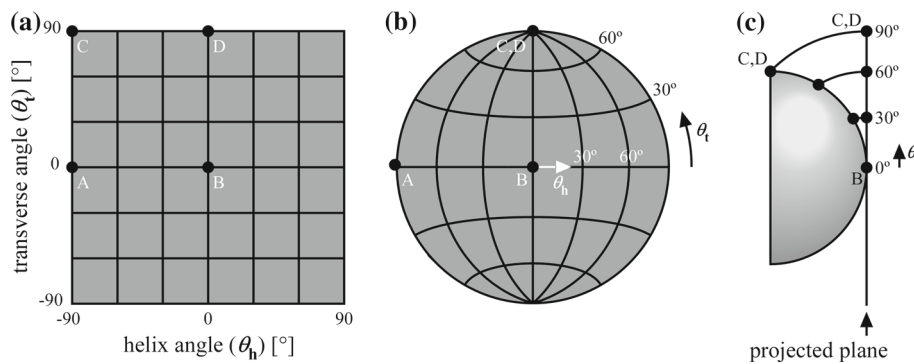 (a)
90
C
D
transverse angle (θt) [°]
0
A
B
-90
-90
0
90
helix angle (θh) [°]
(b)
C,D
60º
30º
θt
A
B
θh
30º
60º
(c)
C,D
90º
C,D
60º
30º
θ
B
0º
projected plane